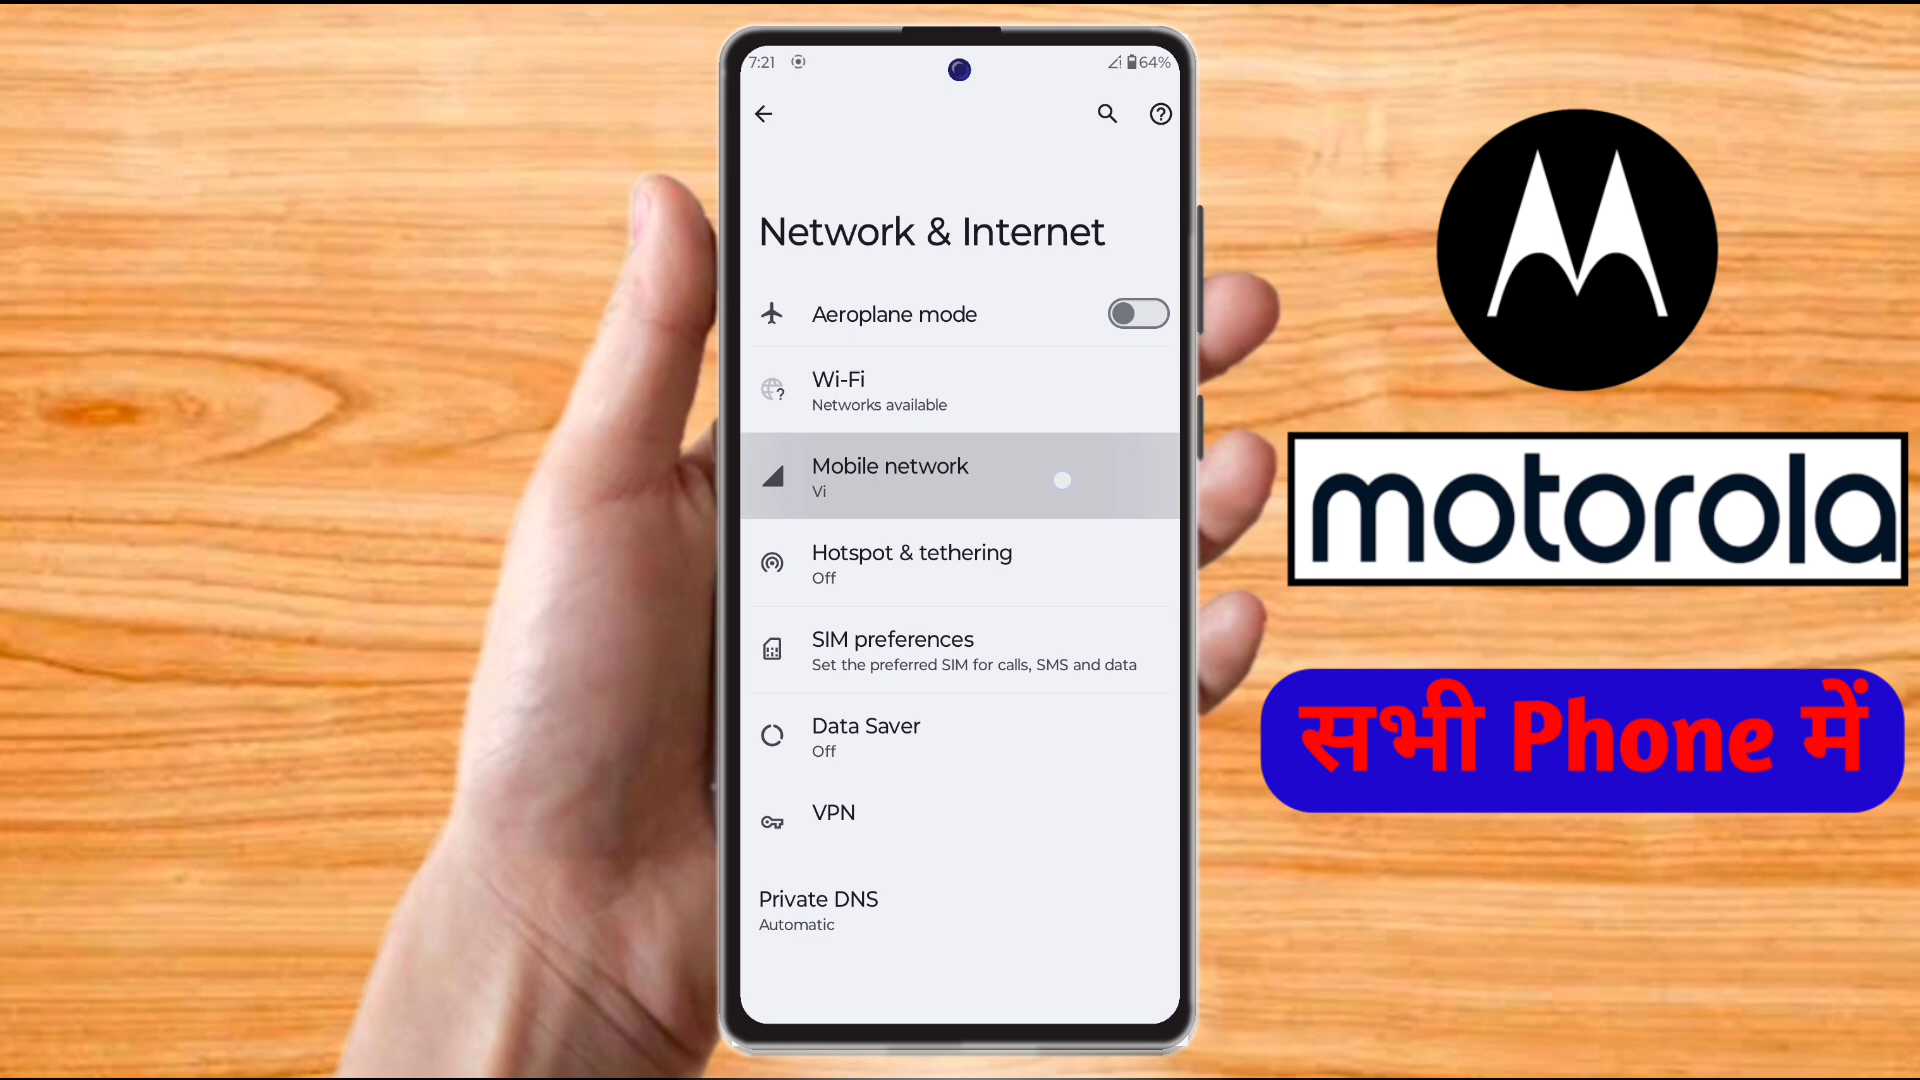 7:21
64%
Network & Internet
Aeroplane mode
Wi-Fi
Networks available
Mobile network
Vi
Hotspot & tethering
Off
SIM preferences
Set the preferred SIM for calls, SMS and data
Data Saver
Off
VPN
Private DNS
Automatic
motorola
सभी Phone में